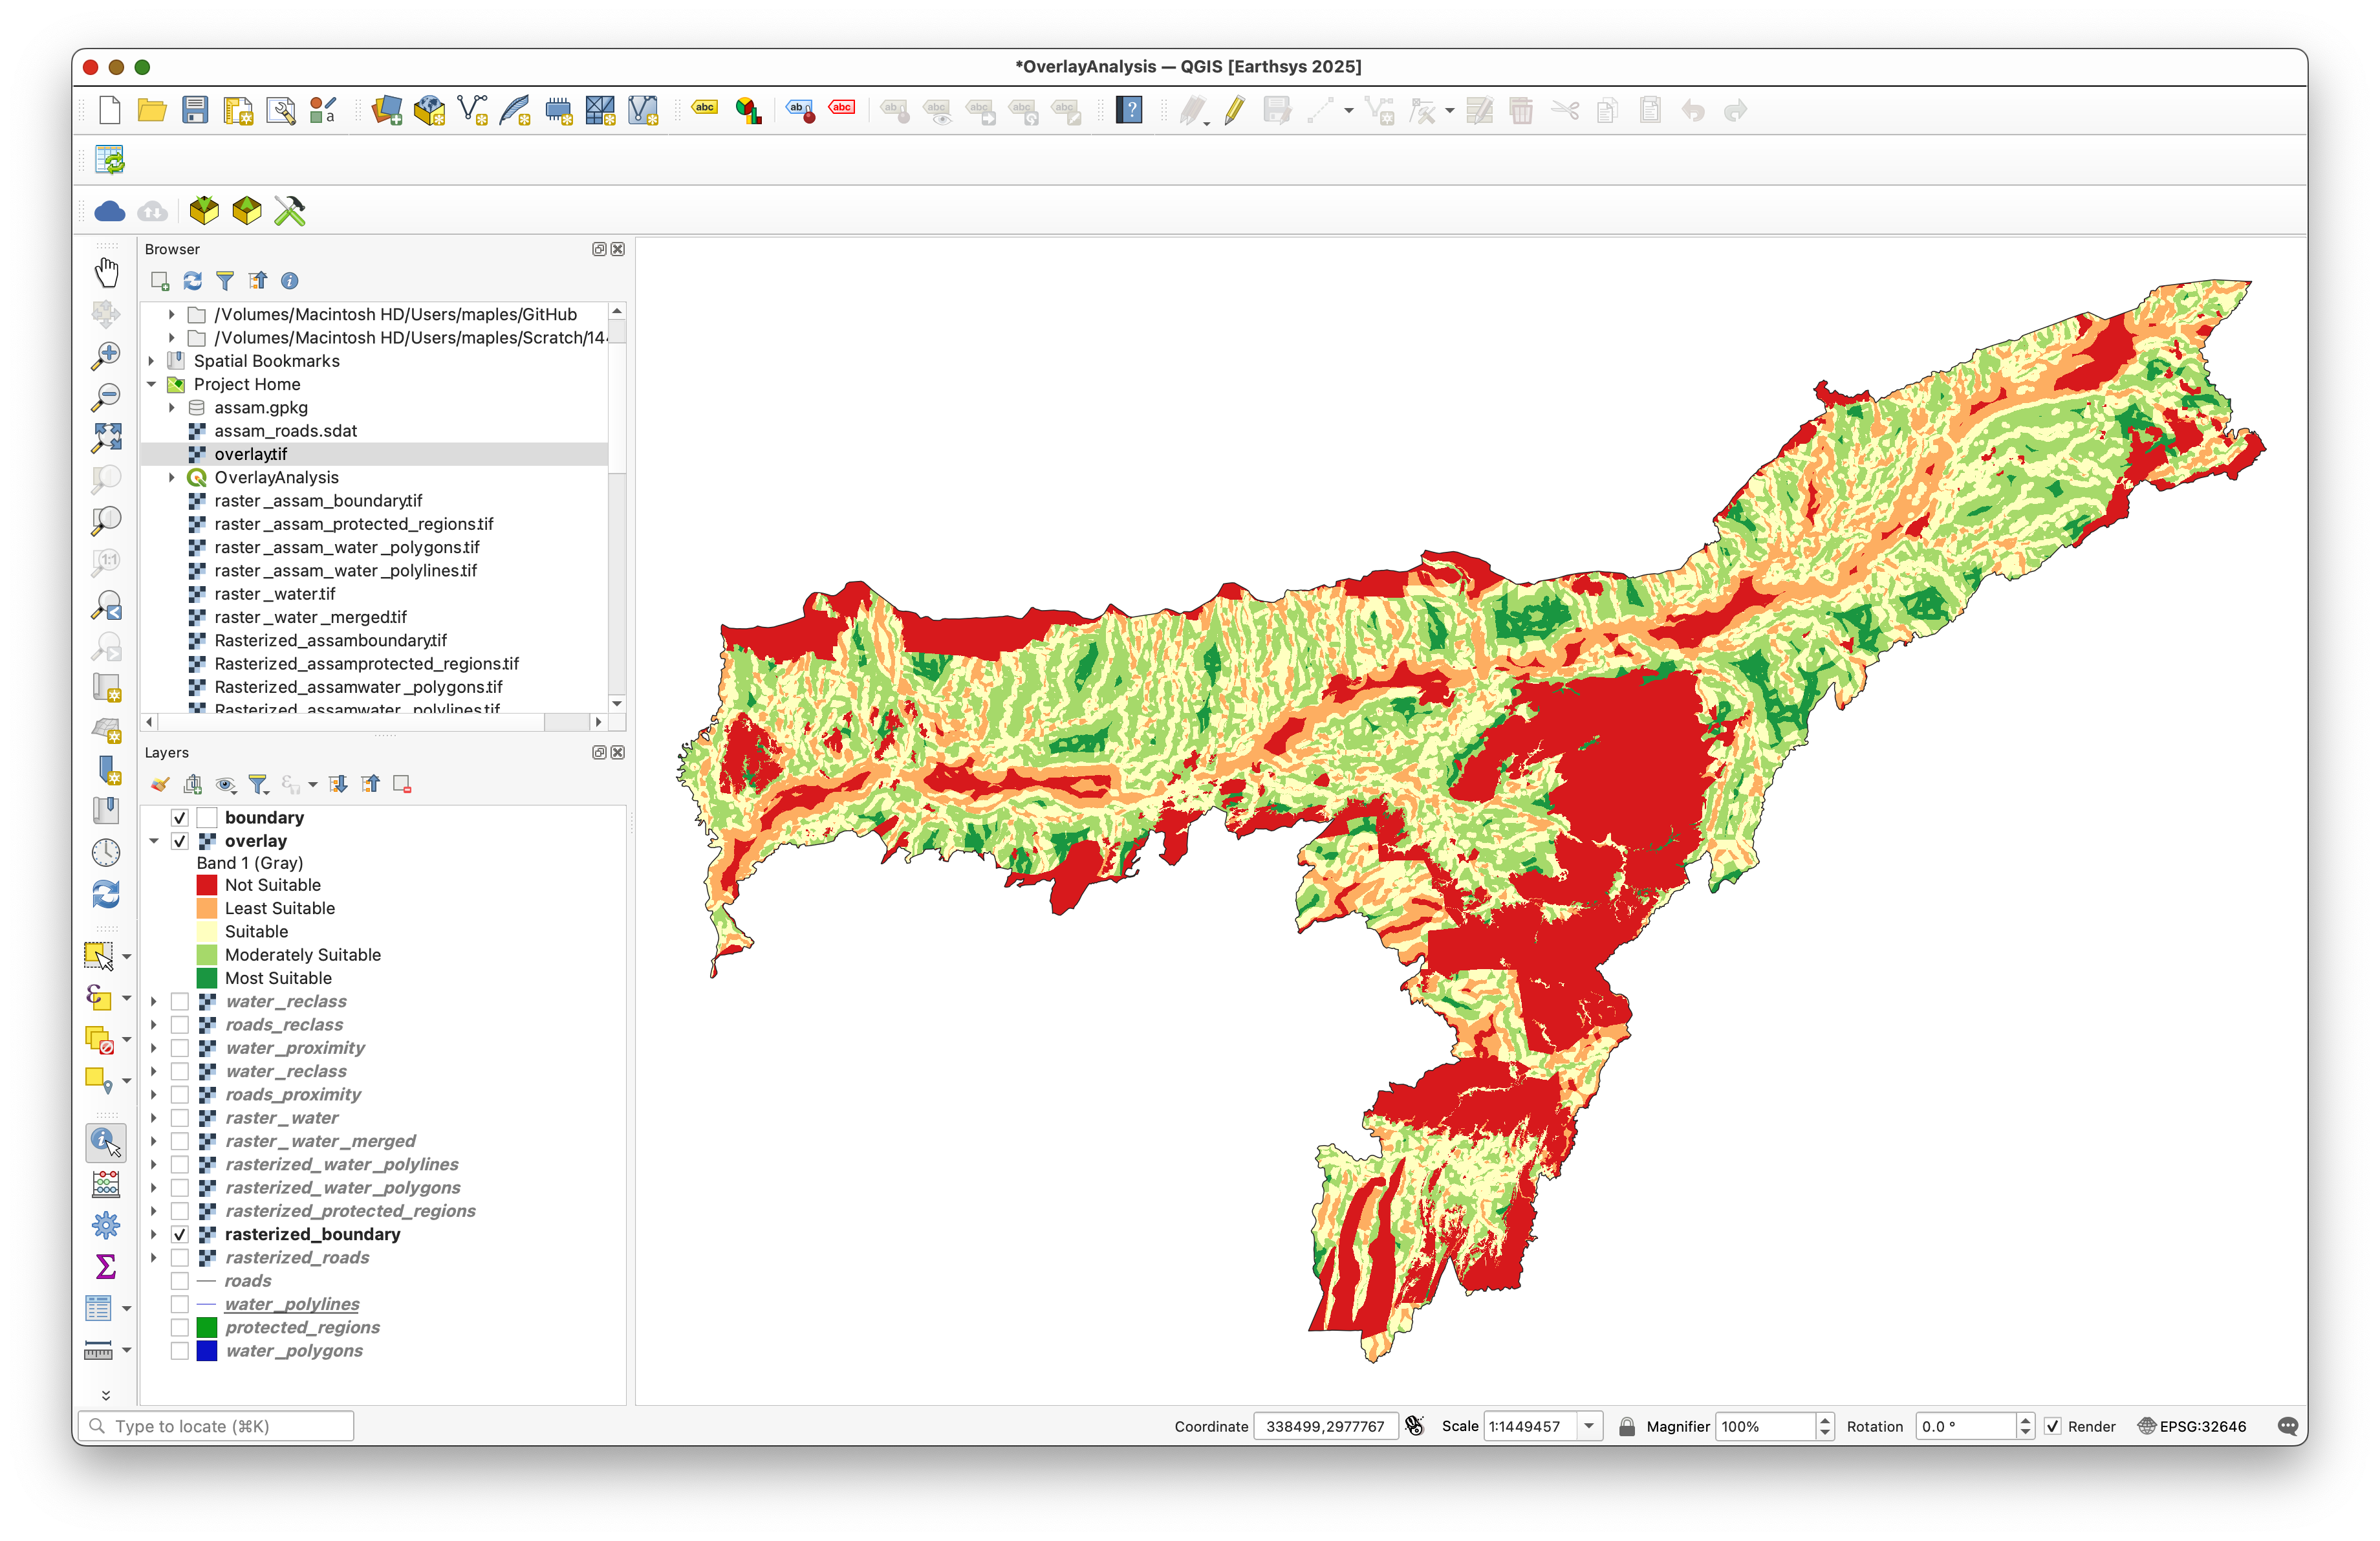 *OverlayAnalysis — QGIS [Earthsys 2025]
Browser
/Volumes/Macintosh HD/Users/maples/GitHub
/Volumes/Macintosh HD/Users/maples/Scratch/14
Spatial Bookmarks
Project Home
assam.gpkg
assam_roads.sdat
overlay.tif
OverlayAnalysis
raster_assam_boundary.tif
raster_assam_protected_regions.tif
raster_assam_water_polygons.tif
raster_assam_water_polylines.tif
raster_water.tif
raster_water_merged.tif
Rasterized_assamboundary.tif
Rasterized_assamprotected_regions.tif
Rasterized_assamwater_polygons.tif
Rasterized_assamwater_polylines.tif
Layers
boundary
overlay
Band 1 (Gray)
Not Suitable
Least Suitable
Suitable
Moderately Suitable
Most Suitable
water_reclass
roads_reclass
water_proximity
water_reclass
roads_proximity
raster_water
raster_water_merged
rasterized_water_polylines
rasterized_water_polygons
rasterized_protected_regions
rasterized_boundary
rasterized_roads
roads
water_polylines
protected_regions
water_polygons
Type to locate (⌘K)
Coordinate 338499,2977767 Scale 1:1449457 Magnifier 100% Rotation 0.0 ° Render EPSG:32646